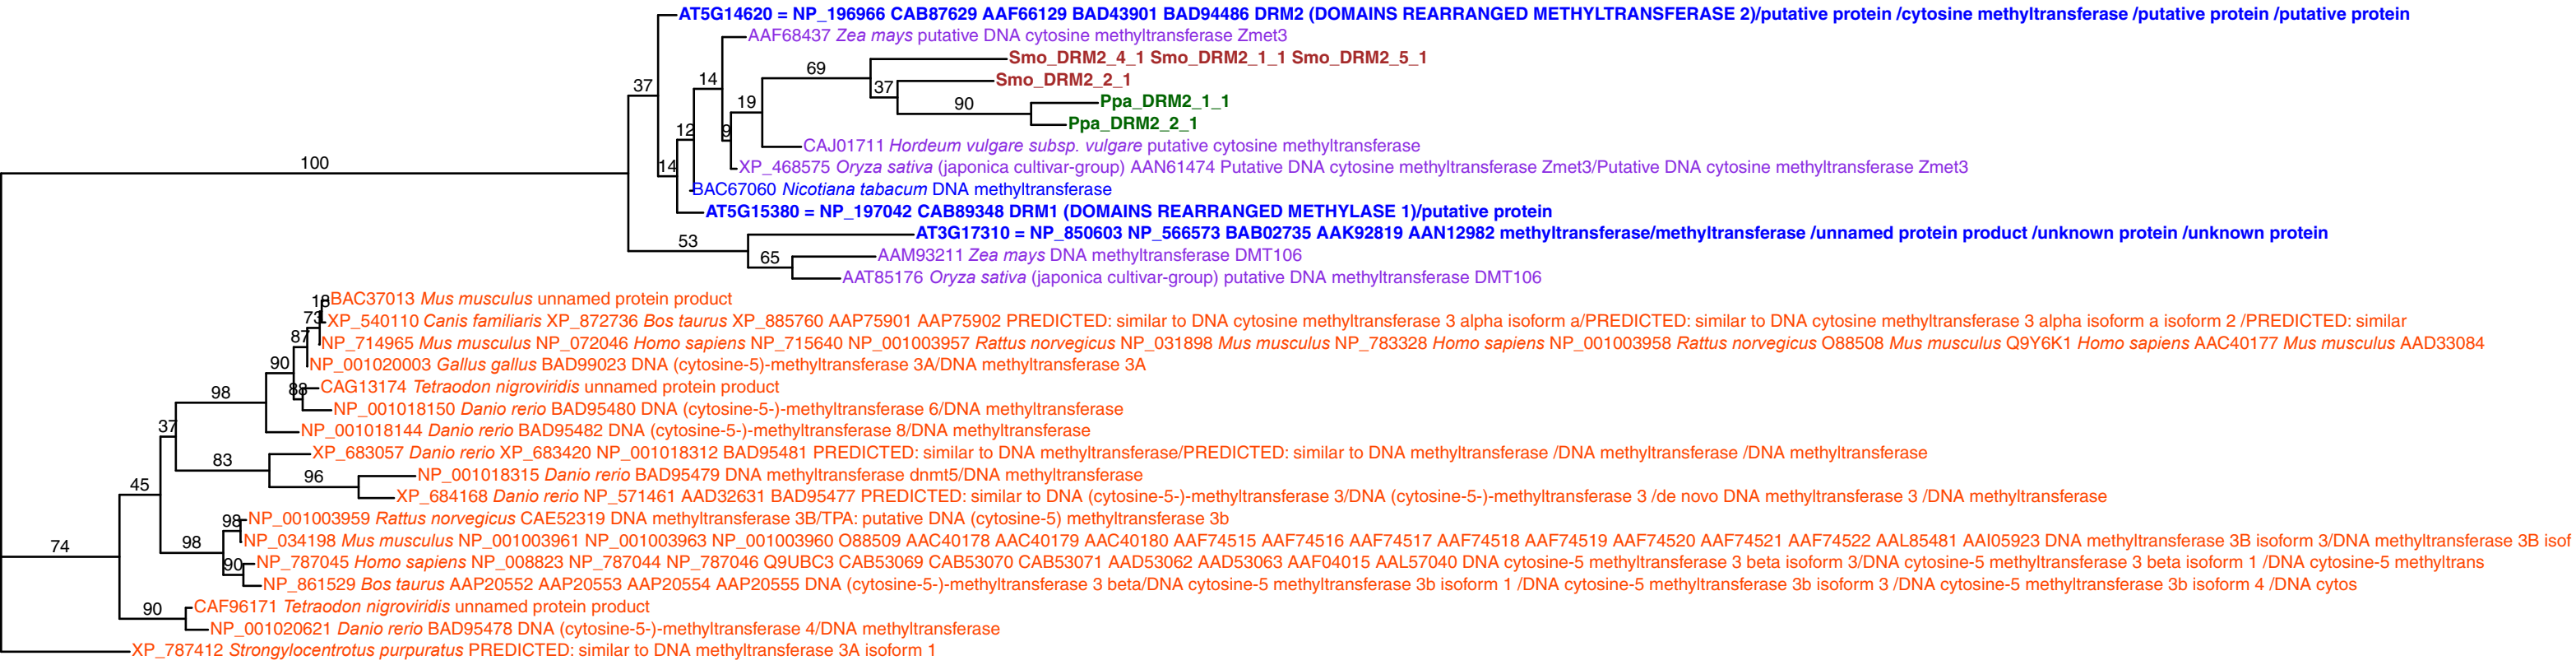 AT5G14620 = NP_196966 CAB87629 AAF66129 BAD43901 BAD94486 DRM2 (DOMAINS REARRANGED METHYLTRANSFERASE 2)/putative protein /cytosine methyltransferase /putative protein /putative protein
AAF68437 Zea mays putative DNA cytosine methyltransferase Zmet3
Smo_DRM2_4_1 Smo_DRM2_1_1 Smo_DRM2_5_1
69
14
Smo_DRM2_2_1
37
37
Ppa_DRM2_1_1
19
90
Ppa_DRM2_2_1
12
9
CAJ01711 Hordeum vulgare subsp. vulgare putative cytosine methyltransferase
100
14
XP_468575 Oryza sativa (japonica cultivar-group) AAN61474 Putative DNA cytosine methyltransferase Zmet3/Putative DNA cytosine methyltransferase Zmet3
BAC67060 Nicotiana tabacum DNA methyltransferase
AT5G15380 = NP_197042 CAB89348 DRM1 (DOMAINS REARRANGED METHYLASE 1)/putative protein
AT3G17310 = NP_850603 NP_566573 BAB02735 AAK92819 AAN12982 methyltransferase/methyltransferase /unnamed protein product /unknown protein /unknown protein
53
AAM93211 Zea mays DNA methyltransferase DMT106
65
AAT85176 Oryza sativa (japonica cultivar-group) putative DNA methyltransferase DMT106
18
BAC37013 Mus musculus unnamed protein product
73
XP_540110 Canis familiaris XP_872736 Bos taurus XP_885760 AAP75901 AAP75902 PREDICTED: similar to DNA cytosine methyltransferase 3 alpha isoform a/PREDICTED: similar to DNA cytosine methyltransferase 3 alpha isoform a isoform 2 /PREDICTED: similar
87
NP_714965 Mus musculus NP_072046 Homo sapiens NP_715640 NP_001003957 Rattus norvegicus NP_031898 Mus musculus NP_783328 Homo sapiens NP_001003958 Rattus norvegicus O88508 Mus musculus Q9Y6K1 Homo sapiens AAC40177 Mus musculus AAD33084
90
NP_001020003 Gallus gallus BAD99023 DNA (cytosine-5)-methyltransferase 3A/DNA methyltransferase 3A
88
CAG13174 Tetraodon nigroviridis unnamed protein product
98
NP_001018150 Danio rerio BAD95480 DNA (cytosine-5-)-methyltransferase 6/DNA methyltransferase
37
NP_001018144 Danio rerio BAD95482 DNA (cytosine-5-)-methyltransferase 8/DNA methyltransferase
XP_683057 Danio rerio XP_683420 NP_001018312 BAD95481 PREDICTED: similar to DNA methyltransferase/PREDICTED: similar to DNA methyltransferase /DNA methyltransferase /DNA methyltransferase
83
NP_001018315 Danio rerio BAD95479 DNA methyltransferase dnmt5/DNA methyltransferase
96
45
XP_684168 Danio rerio NP_571461 AAD32631 BAD95477 PREDICTED: similar to DNA (cytosine-5-)-methyltransferase 3/DNA (cytosine-5-)-methyltransferase 3 /de novo DNA methyltransferase 3 /DNA methyltransferase
98
NP_001003959 Rattus norvegicus CAE52319 DNA methyltransferase 3B/TPA: putative DNA (cytosine-5) methyltransferase 3b
74
98
NP_034198 Mus musculus NP_001003961 NP_001003963 NP_001003960 O88509 AAC40178 AAC40179 AAC40180 AAF74515 AAF74516 AAF74517 AAF74518 AAF74519 AAF74520 AAF74521 AAF74522 AAL85481 AAI05923 DNA methyltransferase 3B isoform 3/DNA methyltransferase 3B isof
90
NP_787045 Homo sapiens NP_008823 NP_787044 NP_787046 Q9UBC3 CAB53069 CAB53070 CAB53071 AAD53062 AAD53063 AAF04015 AAL57040 DNA cytosine-5 methyltransferase 3 beta isoform 3/DNA cytosine-5 methyltransferase 3 beta isoform 1 /DNA cytosine-5 methyltrans
NP_861529 Bos taurus AAP20552 AAP20553 AAP20554 AAP20555 DNA (cytosine-5-)-methyltransferase 3 beta/DNA cytosine-5 methyltransferase 3b isoform 1 /DNA cytosine-5 methyltransferase 3b isoform 3 /DNA cytosine-5 methyltransferase 3b isoform 4 /DNA cytos
90
CAF96171 Tetraodon nigroviridis unnamed protein product
NP_001020621 Danio rerio BAD95478 DNA (cytosine-5-)-methyltransferase 4/DNA methyltransferase
XP_787412 Strongylocentrotus purpuratus PREDICTED: similar to DNA methyltransferase 3A isoform 1